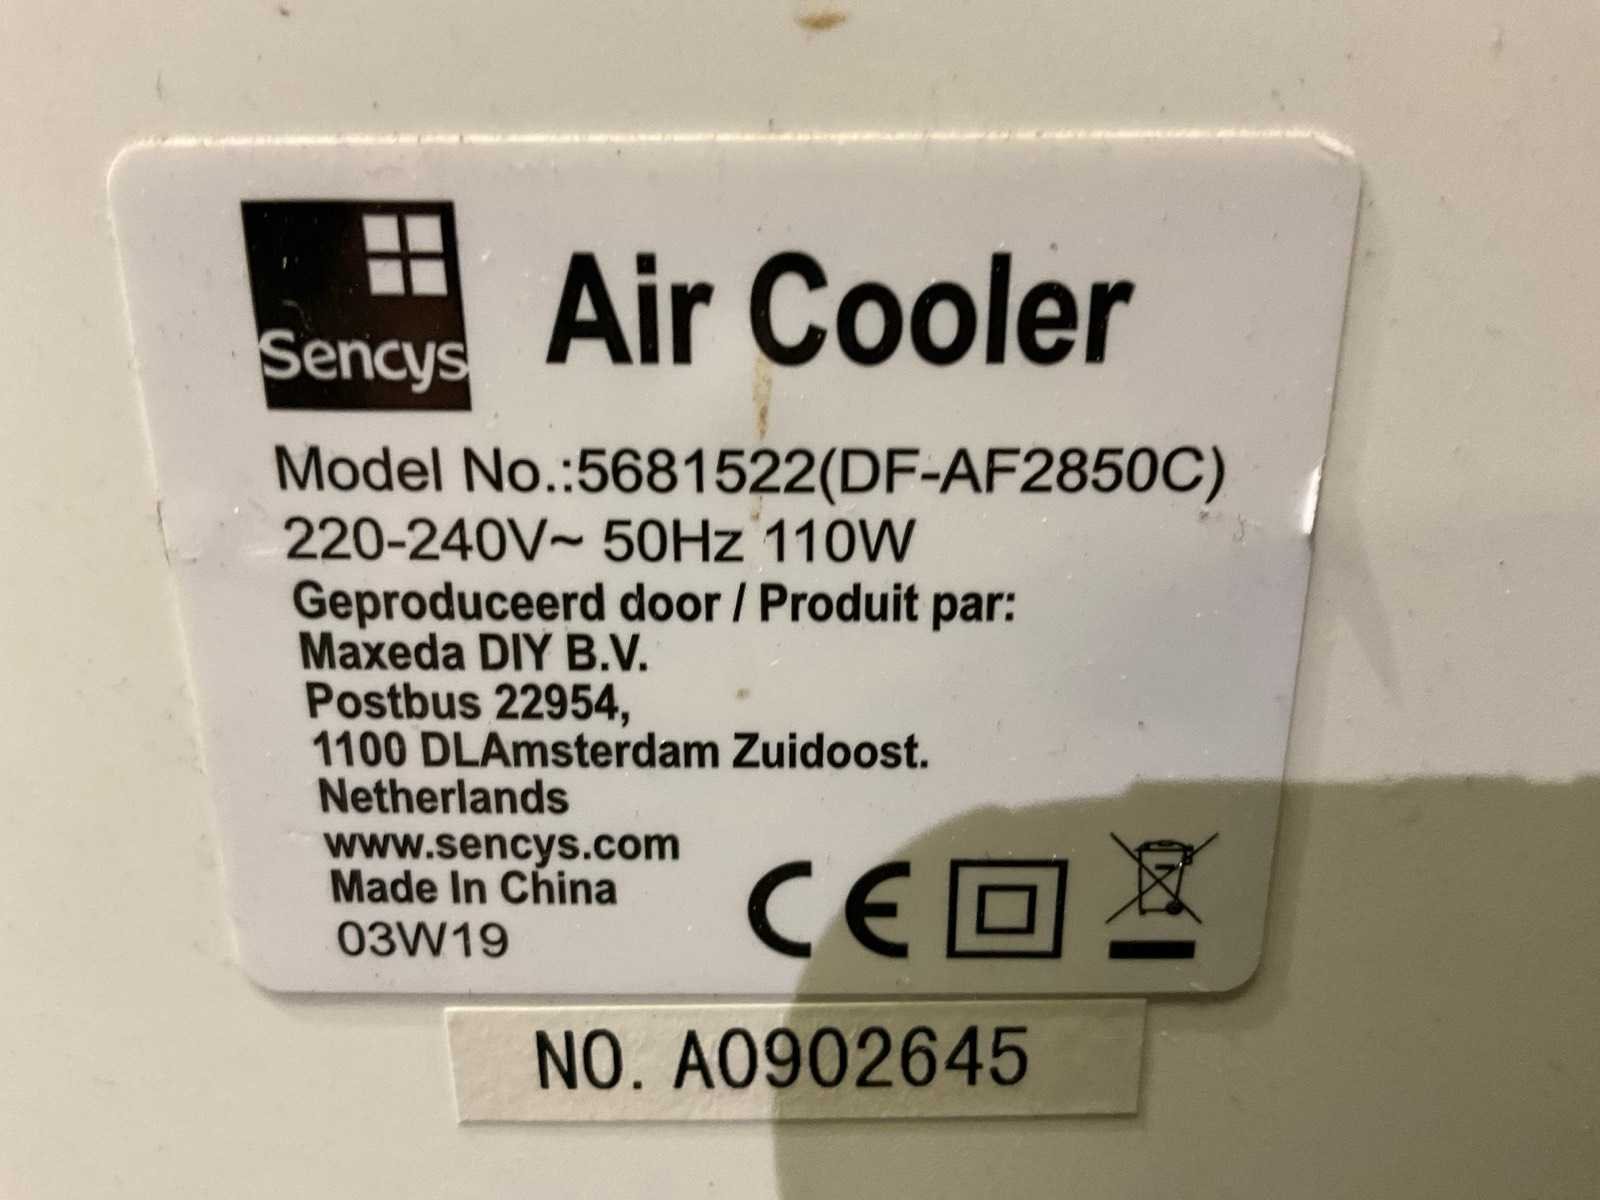 Sencys
Air Cooler
Model No.:5681522(DF-AF2850C)
220-240V~ 50Hz 110W
Geproduceerd door / Produit par:
Maxeda DIY B.V.
Postbus 22954,
1100 DLAmsterdam Zuidoost.
Netherlands
www.sencys.com
Made In China
03W19
CE
NO. A0902645